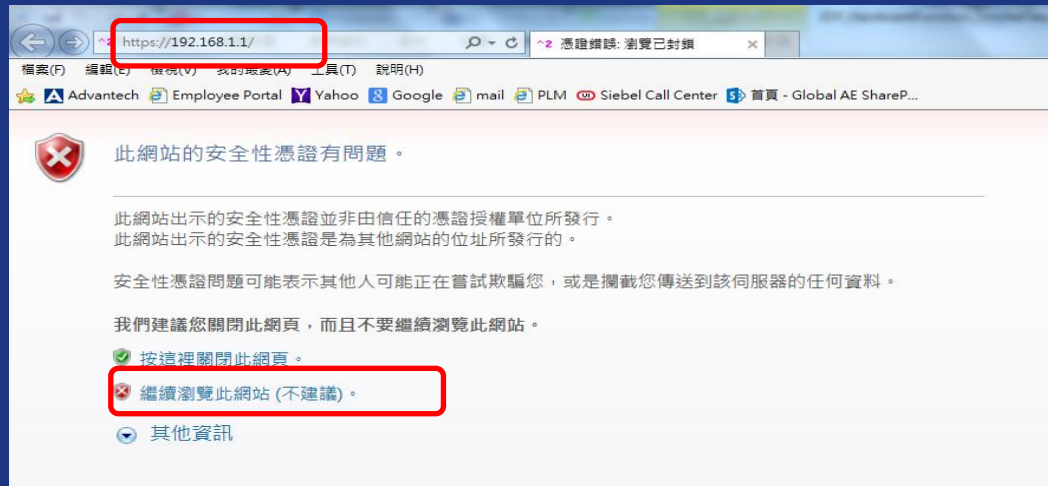 https://192.168.1.1/
憑證錯誤: 瀏覽已封鎖
檔案(F) 編輯(E) 檢視(V) 我的最愛(A) 工具(T) 說明(H)
Advantech Employee Portal Yahoo Google mail PLM Siebel Call Center 首頁 - Global AE ShareP...
此網站的安全性憑證有問題。
此網站出示的安全性憑證並非由信任的憑證授權單位所發行。
此網站出示的安全性憑證是為其他網站的位址所發行的。
安全性憑證問題可能表示其他人可能正在嘗試欺騙您，或是攔截您傳送到該伺服器的任何資料。
我們建議您關閉此網頁，而且不要繼續瀏覽此網站。
按這裡關閉此網頁。
繼續瀏覽此網站 (不建議)。
其他資訊